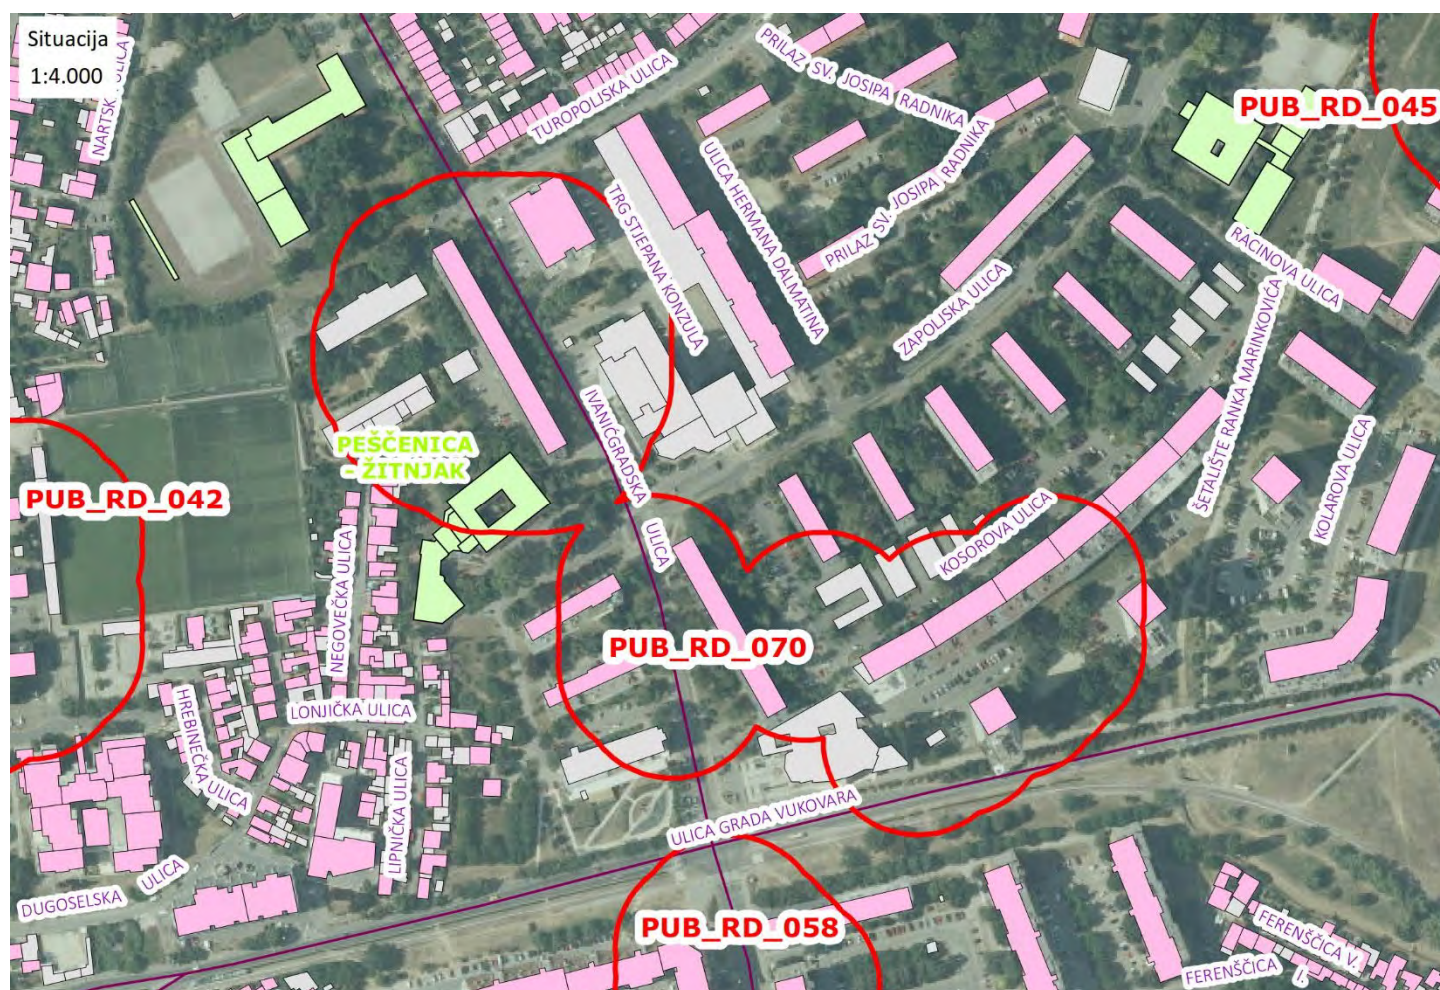 Situacija
1:4.000
NARTSKA ULICA
TUROPOLJSKA ULICA
PRILAZ SV. JOSIPA RADNIKA
PUB_RD_045
ULICA HERMANA DALMATINA
TRG STJEPANA KONZULA
PRILAZ SV. JOSIPA RADNIKA
RAČINOVA ULICA
ZAPOLJSKA ULICA
ŠETALIŠTE RANKA MARINKOVIĆA
IVANIĆGRADSKA
ULICA
PEŠČENICA
- ŽITNJAK
PUB_RD_042
KOLAROVA ULICA
KOSOROVA ULICA
NEGOVEČKA ULICA
PUB_RD_070
HREBINEČKA ULICA
LONJIČKA ULICA
LIPNIČKA ULICA
ULICA GRADA VUKOVARA
DUGOSELSKA ULICA
PUB_RD_058
FERENŠČICA V.
FERENŠČICA I.